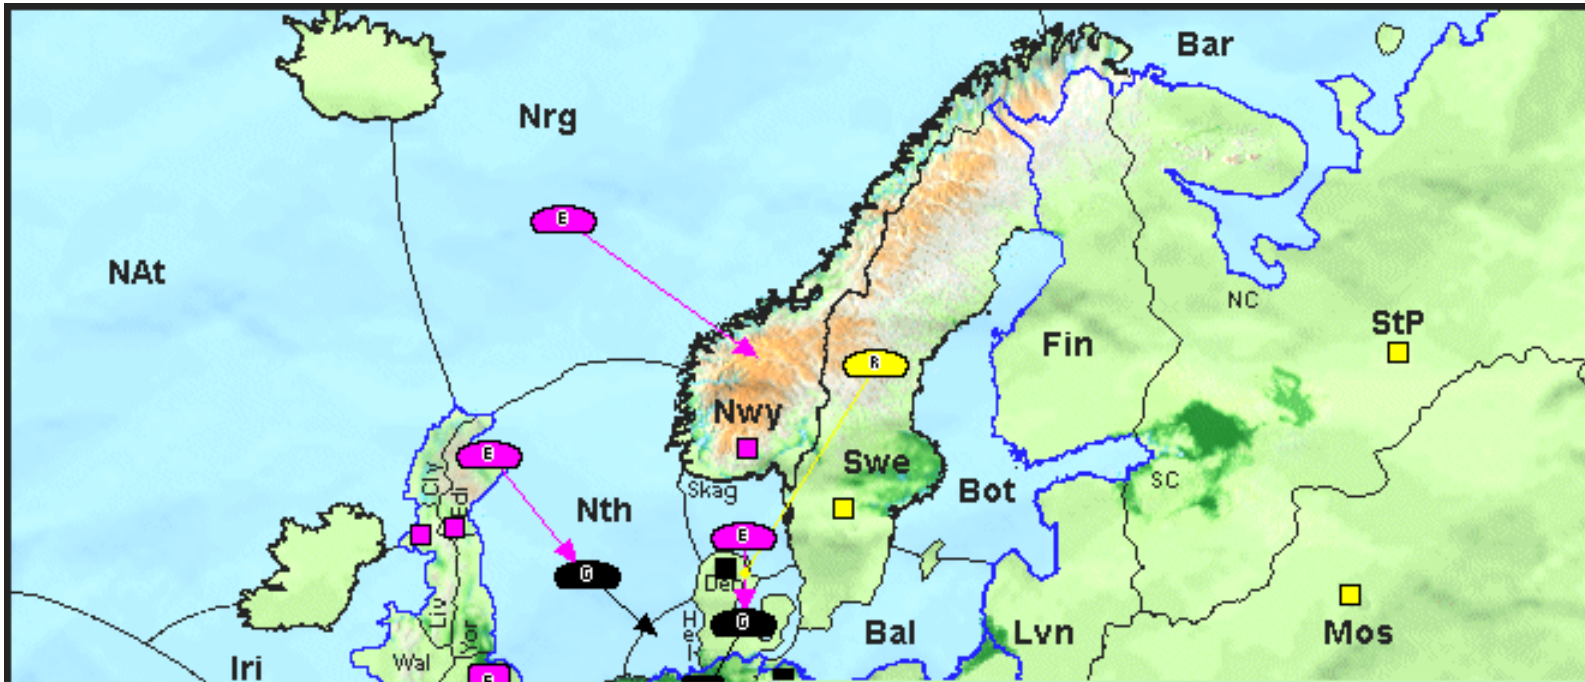 Bar
Nrg
E
NAt
NC
StP
Fin
R
Nwy
E
Cly
Edi
Swe
SC
Skag
Bot
Nth
E
G
Den
G
Hel
Liv
Yor
Bal
Lvn
Mos
Wal
Iri
E